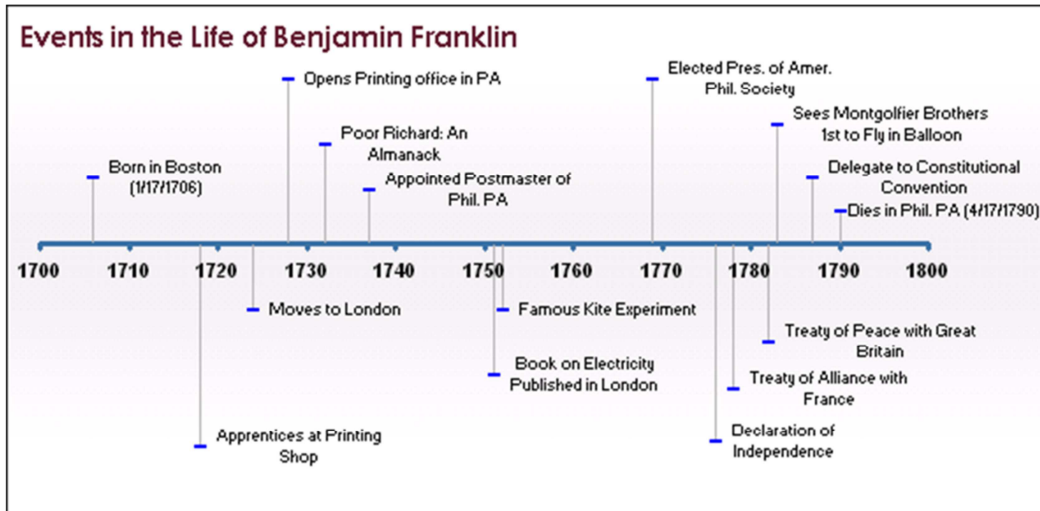 Events in the Life of Benjamin Franklin
Opens Printing office in PA
Elected Pres. of Amer.
Phil. Society
Poor Richard: An
Almanack
Sees Montgolfier Brothers
1st to Fly in Balloon
Born in Boston
(1/17/1706)
Appointed Postmaster of
Phil. PA
Delegate to Constitutional
Convention
Dies in Phil. PA (4/17/1790)
1700 1710 1720 1730 1740 1750 1760 1770 1780 1790 1800
Moves to London
Famous Kite Experiment
Treaty of Peace with Great
Britain
Book on Electricity
Published in London
Treaty of Alliance with
France
Apprentices at Printing
Shop
Declaration of
Independence